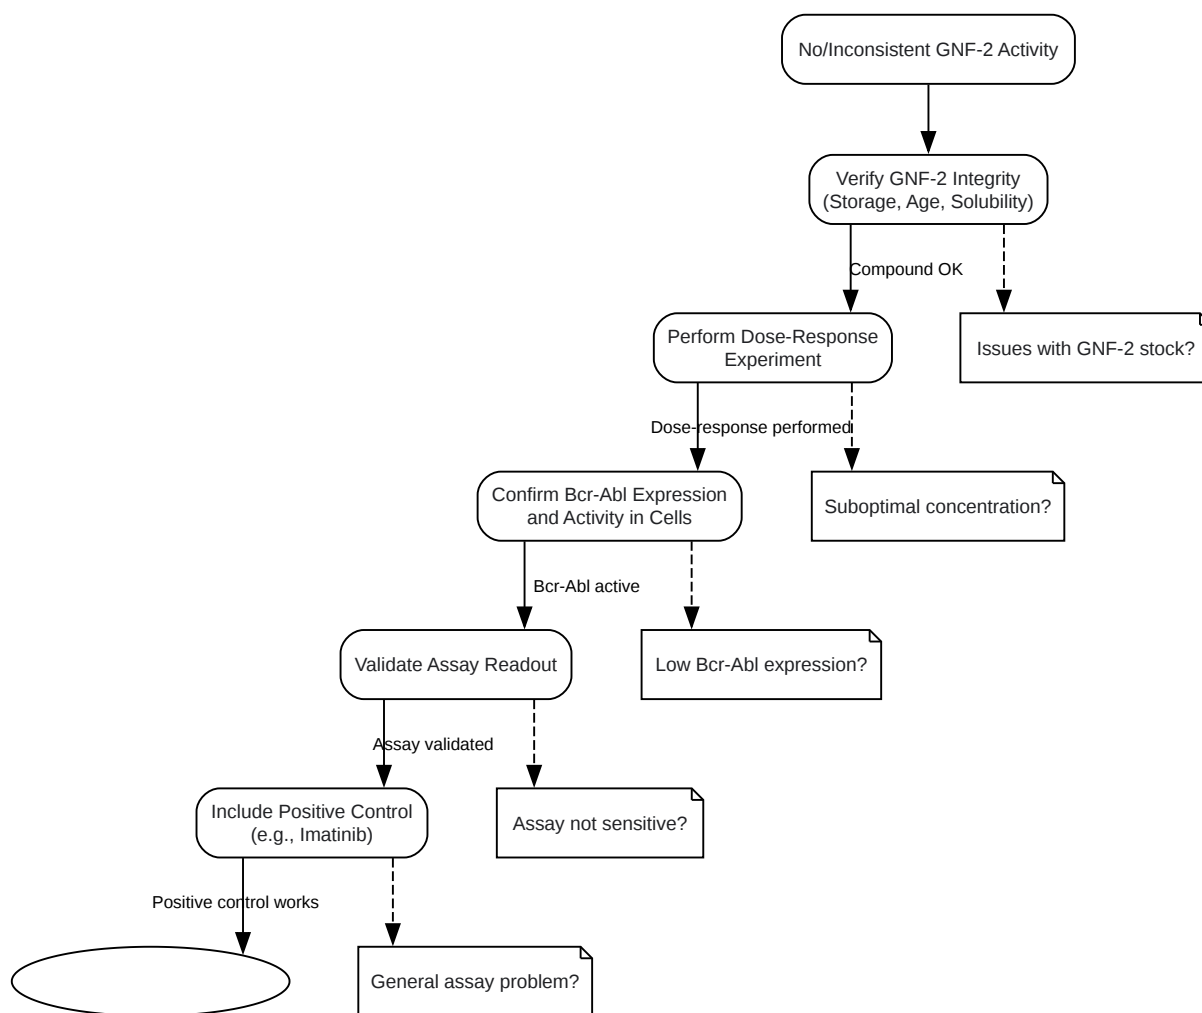 No/Inconsistent GNF-2 Activity
Verify GNF-2 Integrity
(Storage, Age, Solubility)
Compound OK
Perform Dose-Response
Experiment
Issues with GNF-2 stock?
Dose-response performed
Confirm Bcr-Abl Expression
and Activity in Cells
Suboptimal concentration?
Bcr-Abl active
Validate Assay Readout
Low Bcr-Abl expression?
Assay validated
Include Positive Control
(e.g., Imatinib)
Assay not sensitive?
Positive control works
General assay problem?